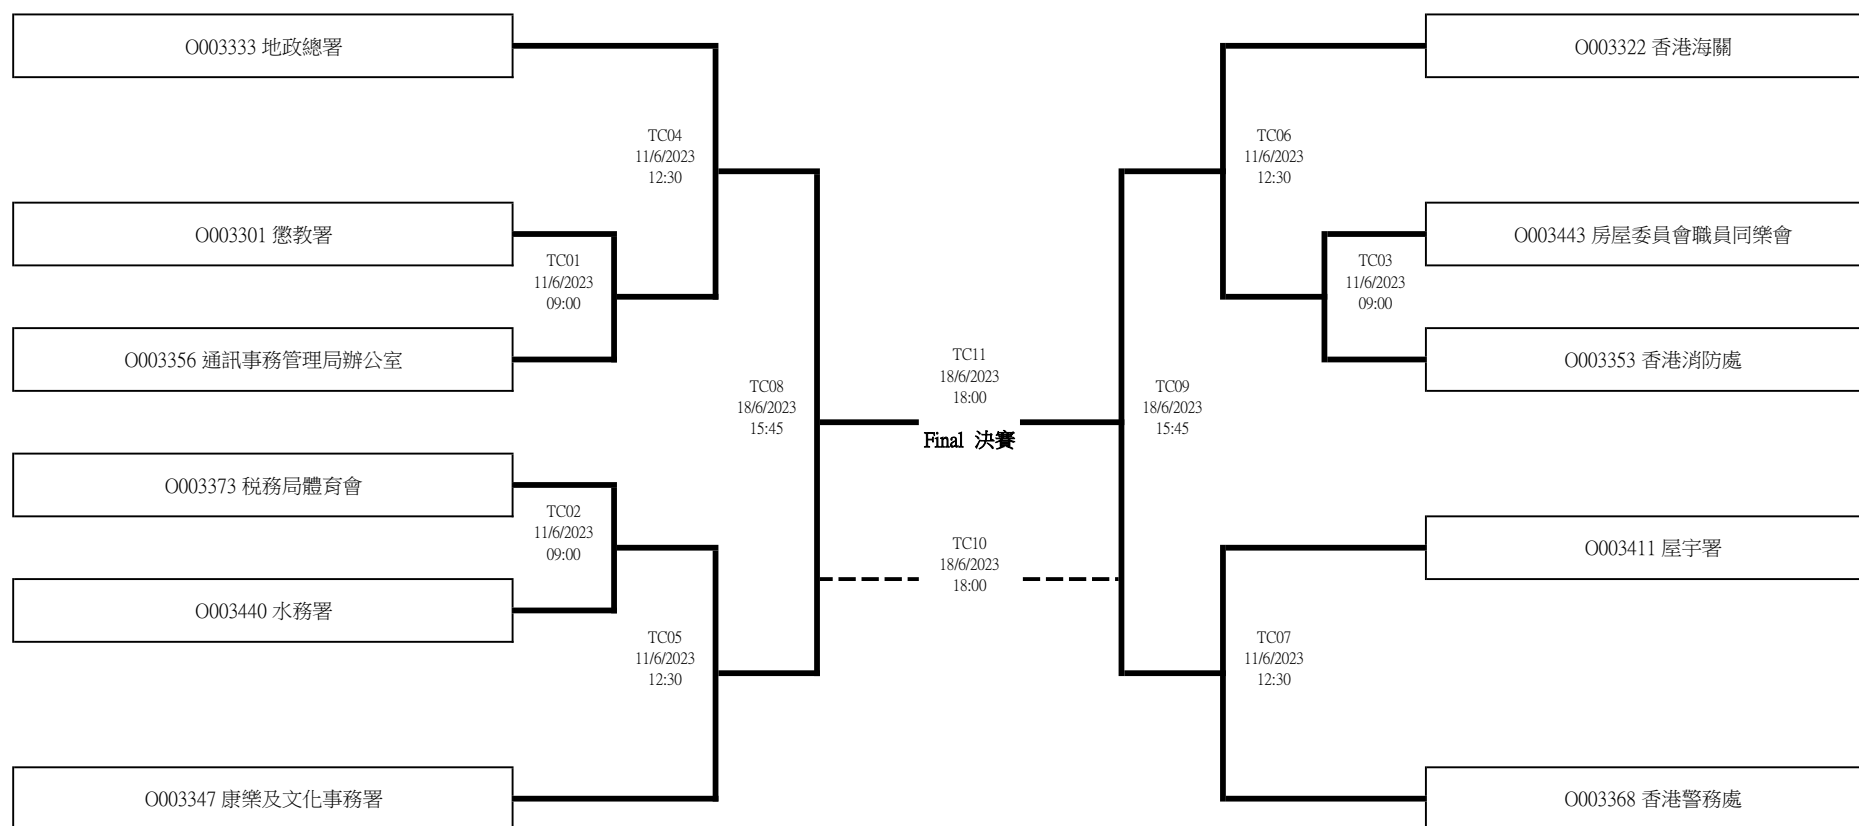 O003333 地政總署
O003322 香港海關
TC04
11/6/2023
12:30
TC06
11/6/2023
12:30
O003301 懲教署
O003443 房屋委員會職員同樂會
TC01
11/6/2023
09:00
TC03
11/6/2023
09:00
O003356 通訊事務管理局辦公室
O003353 香港消防處
TC11
18/6/2023
18:00
TC08
18/6/2023
15:45
TC09
18/6/2023
15:45
Final 決賽
O003373 税務局體育會
TC02
11/6/2023
09:00
O003411 屋宇署
TC10
18/6/2023
18:00
O003440 水務署
TC05
11/6/2023
12:30
TC07
11/6/2023
12:30
O003347 康樂及文化事務署
O003368 香港警務處